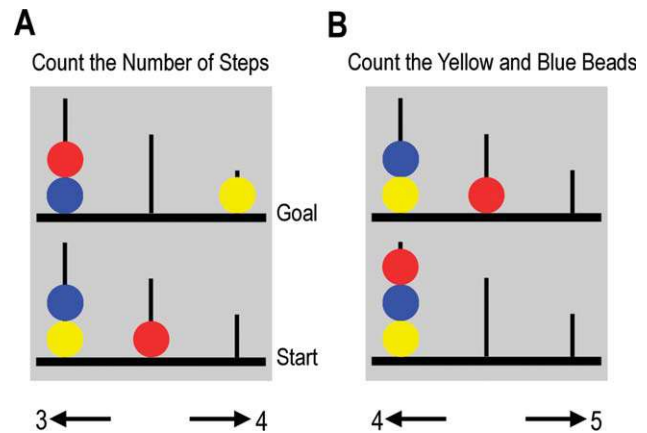 A
Count the Number of Steps
Goal
Start
3 4
B
Count the Yellow and Blue Beads
4 5